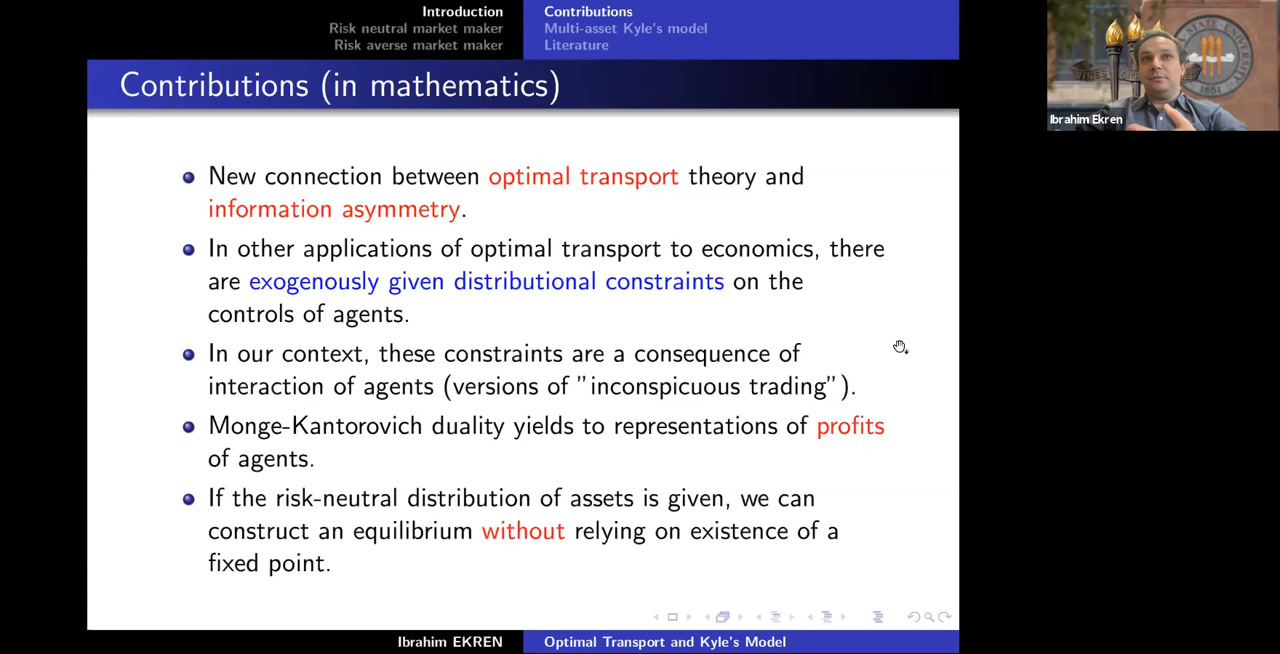 Introduction
Risk neutral market maker
Risk averse market maker
Contributions
Multi-asset Kyle's model
Literature
Contributions (in mathematics)
New connection between optimal transport theory and
information asymmetry.
In other applications of optimal transport to economics, there
are exogenously given distributional constraints on the
controls of agents.
In our context, these constraints are a consequence of
interaction of agents (versions of "inconspicuous trading").
Monge-Kantorovich duality yields to representations of profits
of agents.
If the risk-neutral distribution of assets is given, we can
construct an equilibrium without relying on existence of a
fixed point.
Ibrahim EKREN
Optimal Transport and Kyle's Model
Ibrahim Ekren